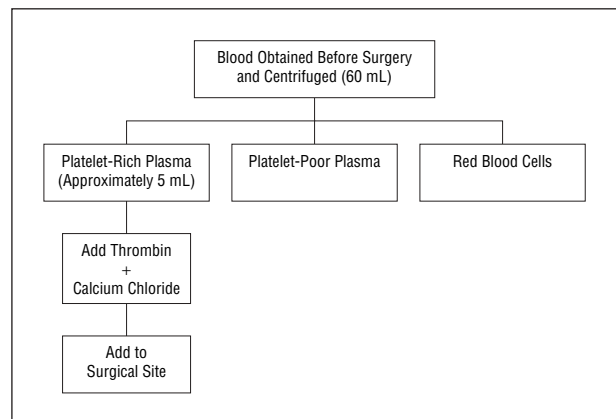 Blood Obtained Before Surgery
and Centrifuged (60 mL)
Platelet-Rich Plasma
(Approximately 5 mL)
Platelet-Poor Plasma
Red Blood Cells
Add Thrombin
+
Calcium Chloride
Add to
Surgical Site